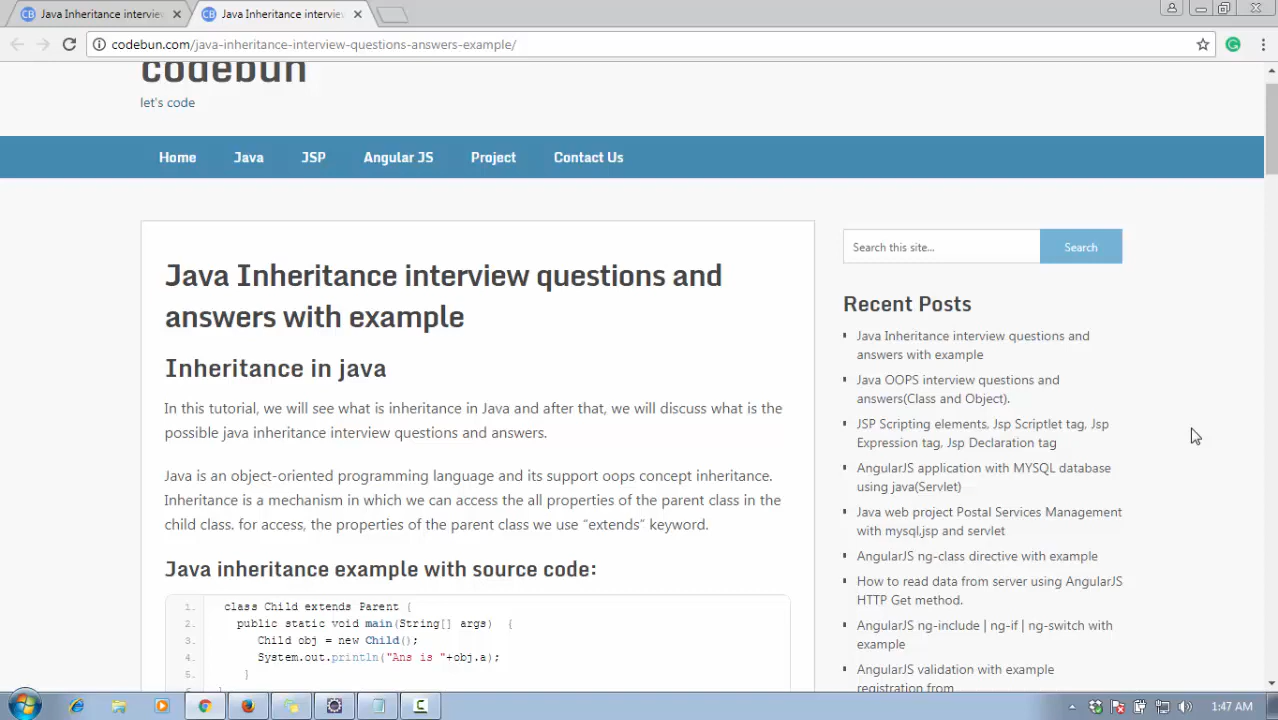 Java Inheritance intervie
Java Inheritance interview
codebun.com/java-inheritance-interview-questions-answers-example/
codebun
let's code
Home Java JSP Angular JS Project Contact Us
Java Inheritance interview questions and
answers with example
Inheritance in java
In this tutorial, we will see what is inheritance in Java and after that, we will discuss what is the
possible java inheritance interview questions and answers.
Java is an object-oriented programming language and its support oops concept inheritance.
Inheritance is a mechanism in which we can access the all properties of the parent class in the
child class. for access, the properties of the parent class we use “extends” keyword.
Java inheritance example with source code:
1. class Child extends Parent {
2. public static void main(String[] args) {
3. Child obj = new Child();
4. System.out.println("Ans is "+obj.a);
5. }
Search this site... Search
Recent Posts
Java Inheritance interview questions and
answers with example
Java OOPS interview questions and
answers(Class and Object).
JSP Scripting elements, Jsp Scriptlet tag, Jsp
Expression tag, Jsp Declaration tag
AngularJS application with MYSQL database
using java(Servlet)
Java web project Postal Services Management
with mysql,jsp and servlet
AngularJS ng-class directive with example
How to read data from server using AngularJS
HTTP Get method.
AngularJS ng-include | ng-if | ng-switch with
example
AngularJS validation with example
registration from
1:47 AM